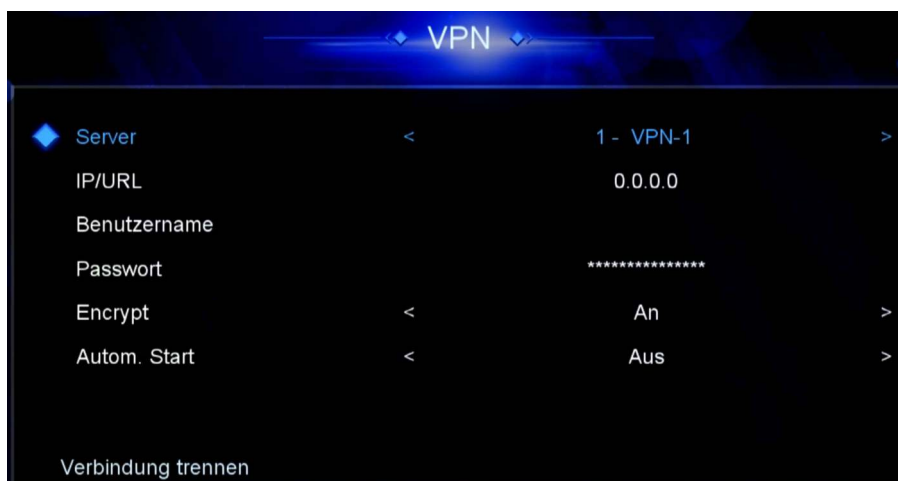 VPN
Server < 1 - VPN-1 >
IP/URL 0.0.0.0
Benutzername
Passwort ***************
Encrypt < An >
Autom. Start < Aus >
Verbindung trennen